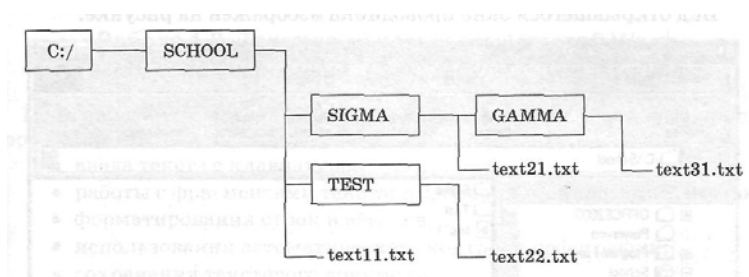 C:/ SCHOOL
SIGMA GAMMA
text21.txt text31.txt
TEST
text11.txt text22.txt